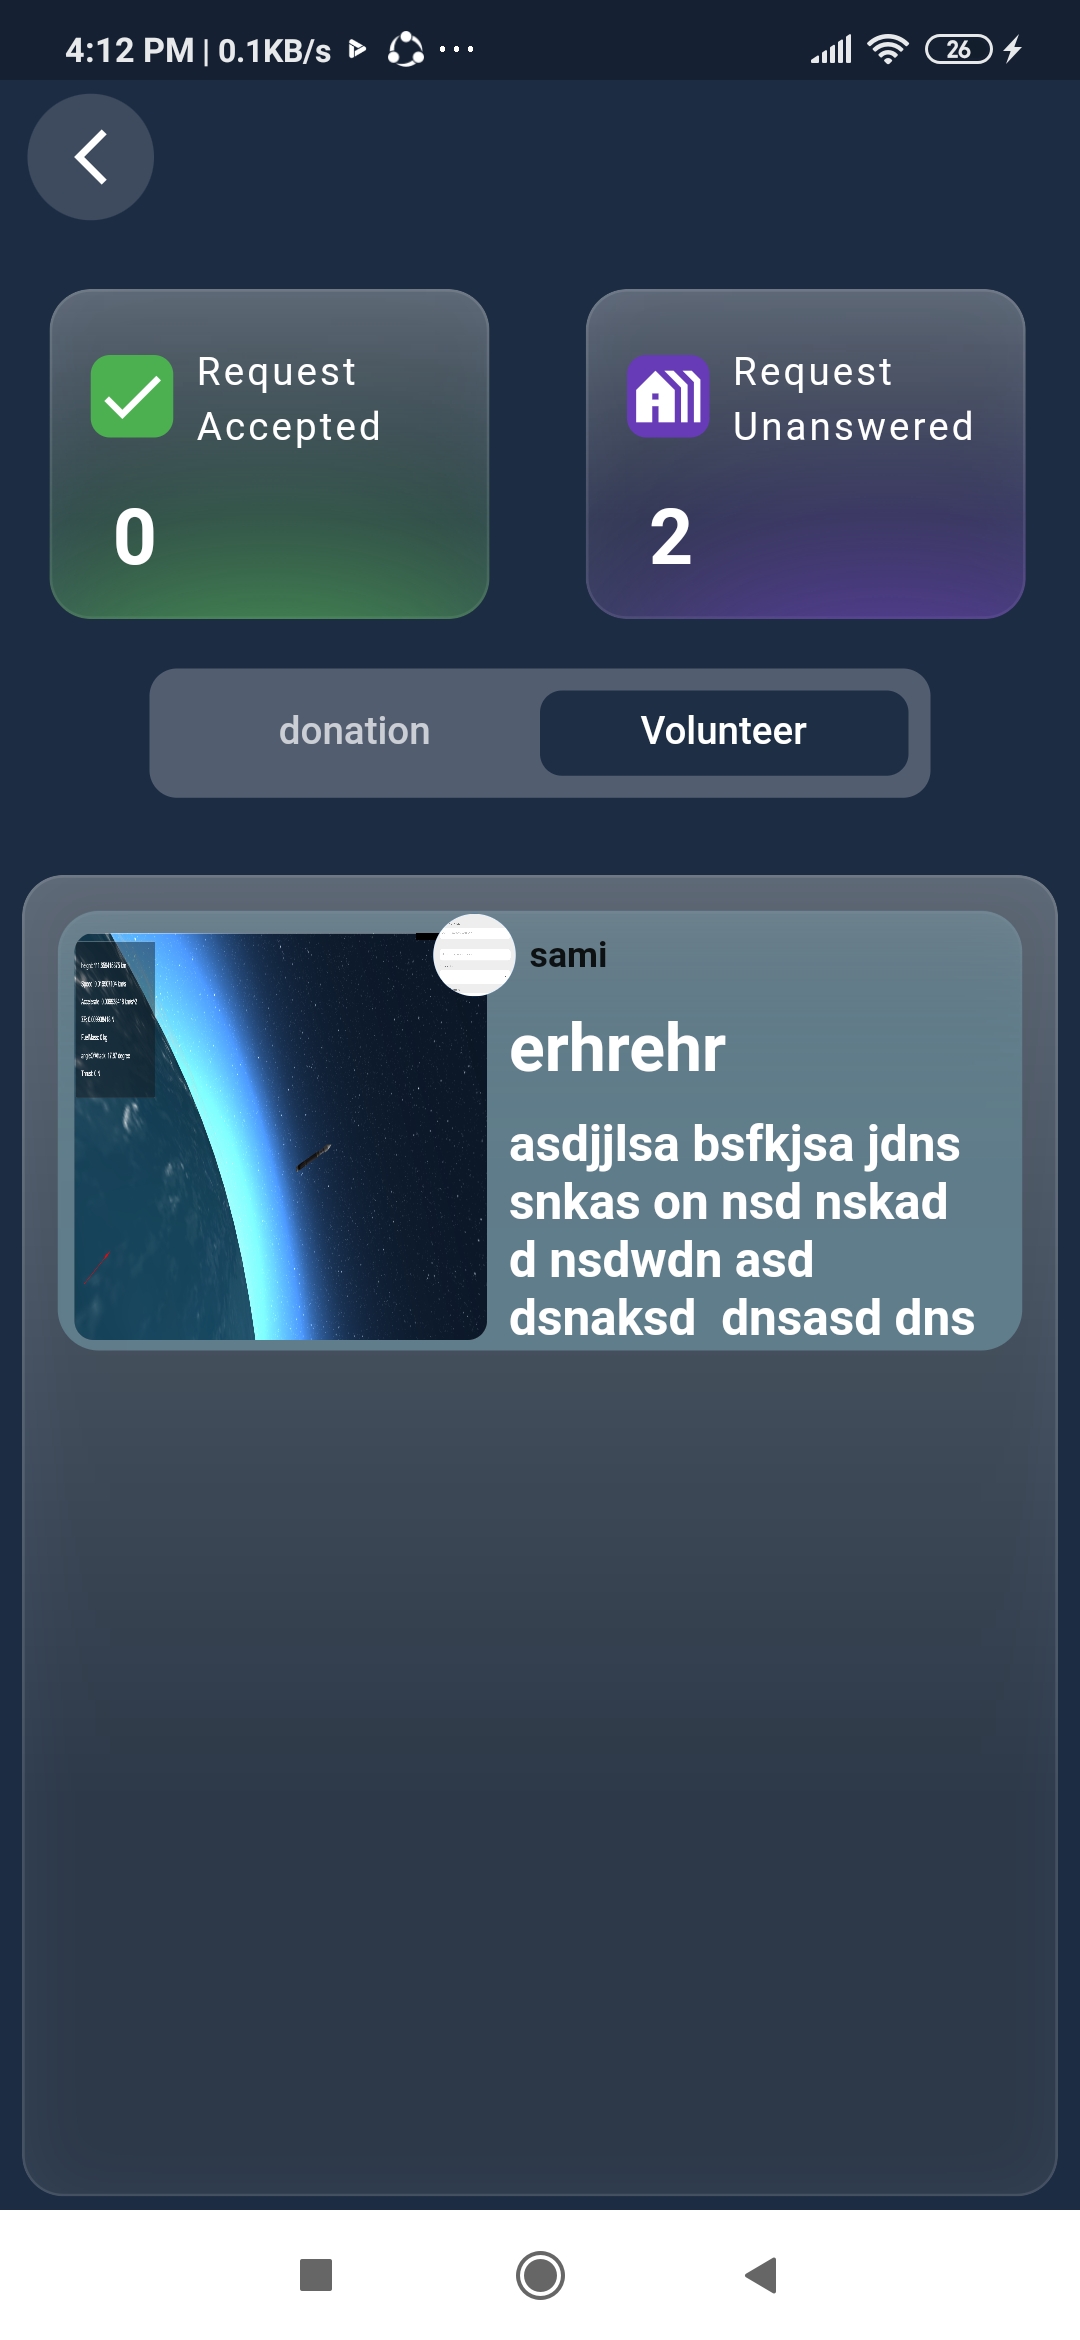 4:12 PM | 0.1KB/s
26
Request
Accepted
0
Request
Unanswered
2
donation
Volunteer
sami
erhrehr
asdjjlsa bsfkjsa jdns
snkas on nsd nskad
d nsdwdn asd
dsnaksd  dnsasd dns